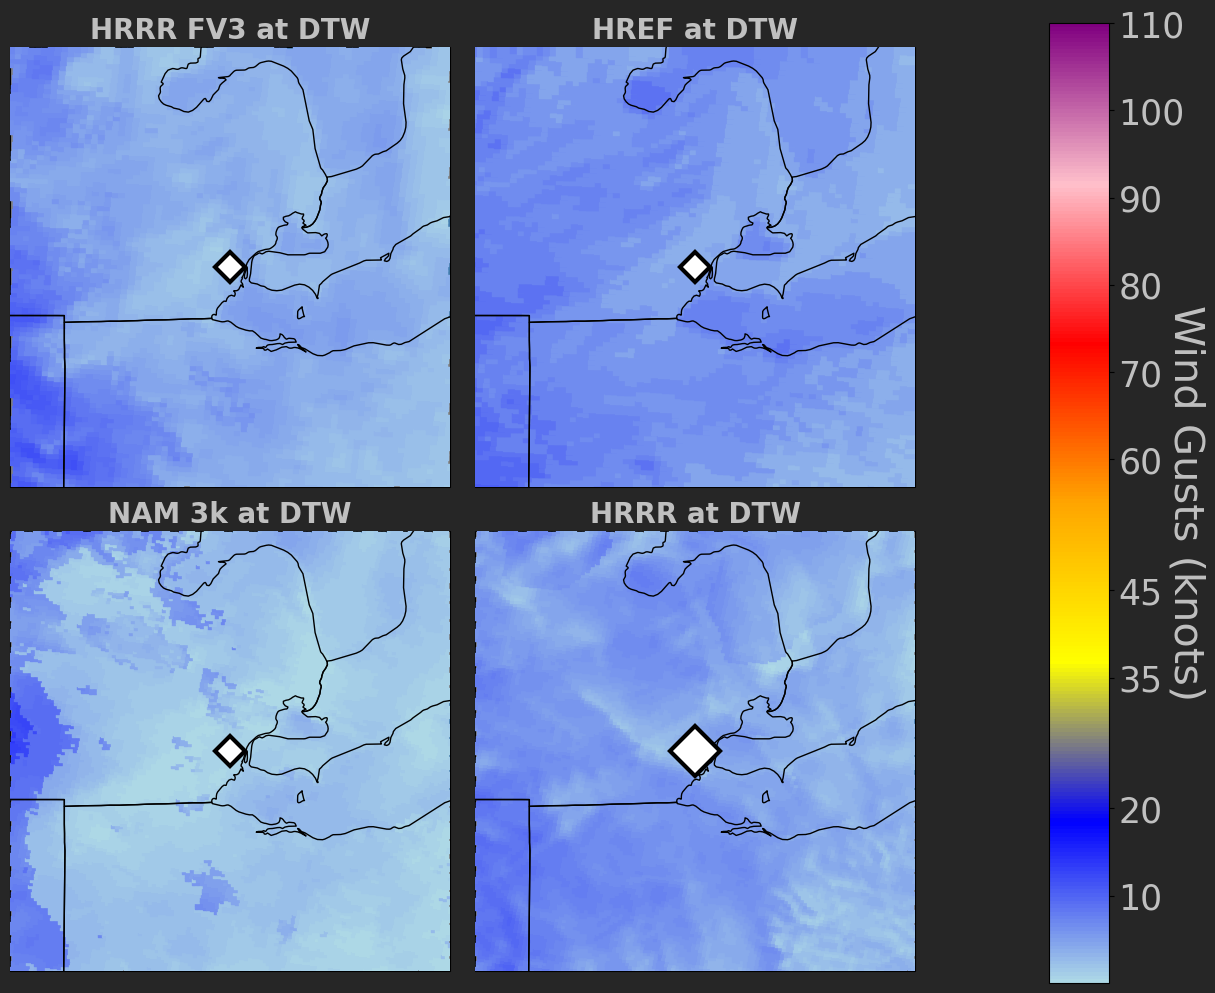 HRRR FV3 at DTW
HREF at DTW
NAM 3k at DTW
HRRR at DTW
110
100
90
80
70
60
45
35
20
10
Wind Gusts (knots)